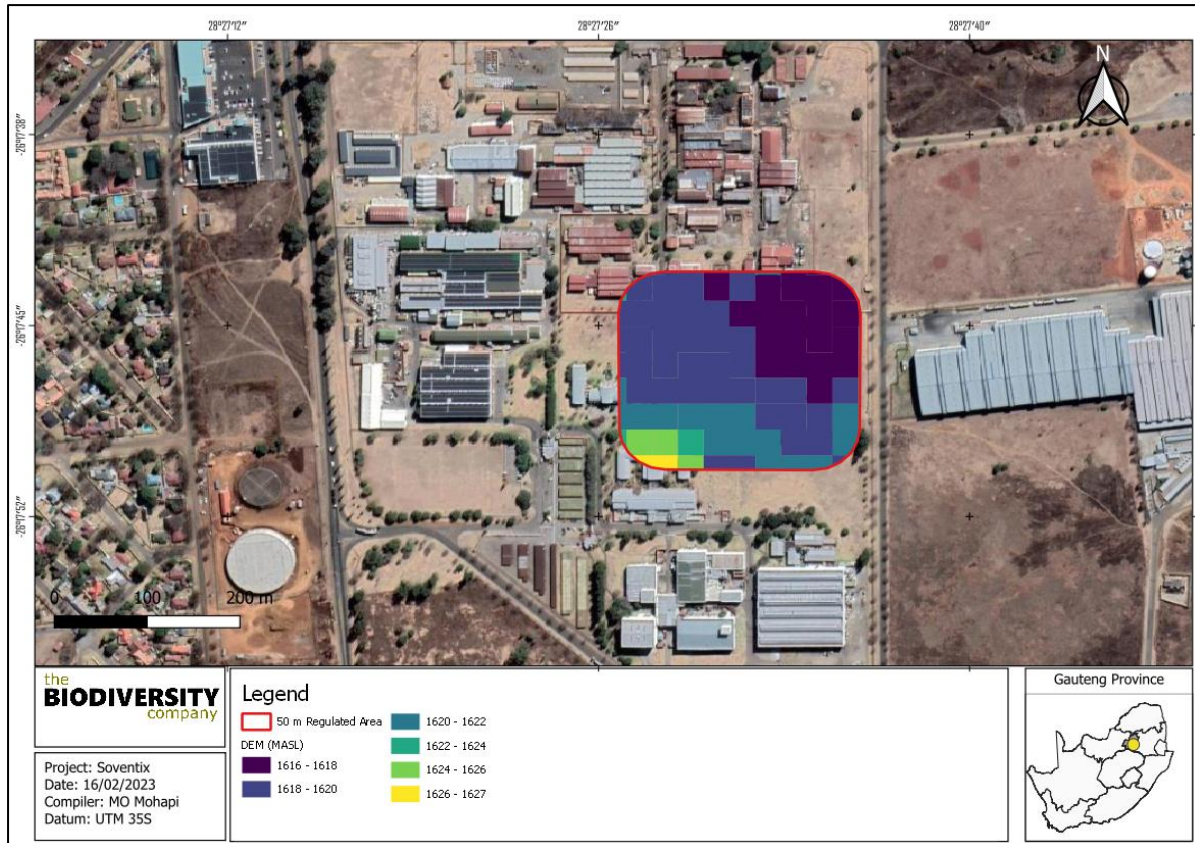 28°27'12"
28°27'26"
28°27'40"
N
-26°17'38"
-26°17'45"
-26°17'52"
0 100 200 m
the
BIODIVERSITY
company
Project: Soventix
Date: 16/02/2023
Compiler: MO Mohapi
Datum: UTM 35S
Legend
50 m Regulated Area
DEM (MASL)
1616 - 1618
1618 - 1620
1620 - 1622
1622 - 1624
1624 - 1626
1626 - 1627
Gauteng Province